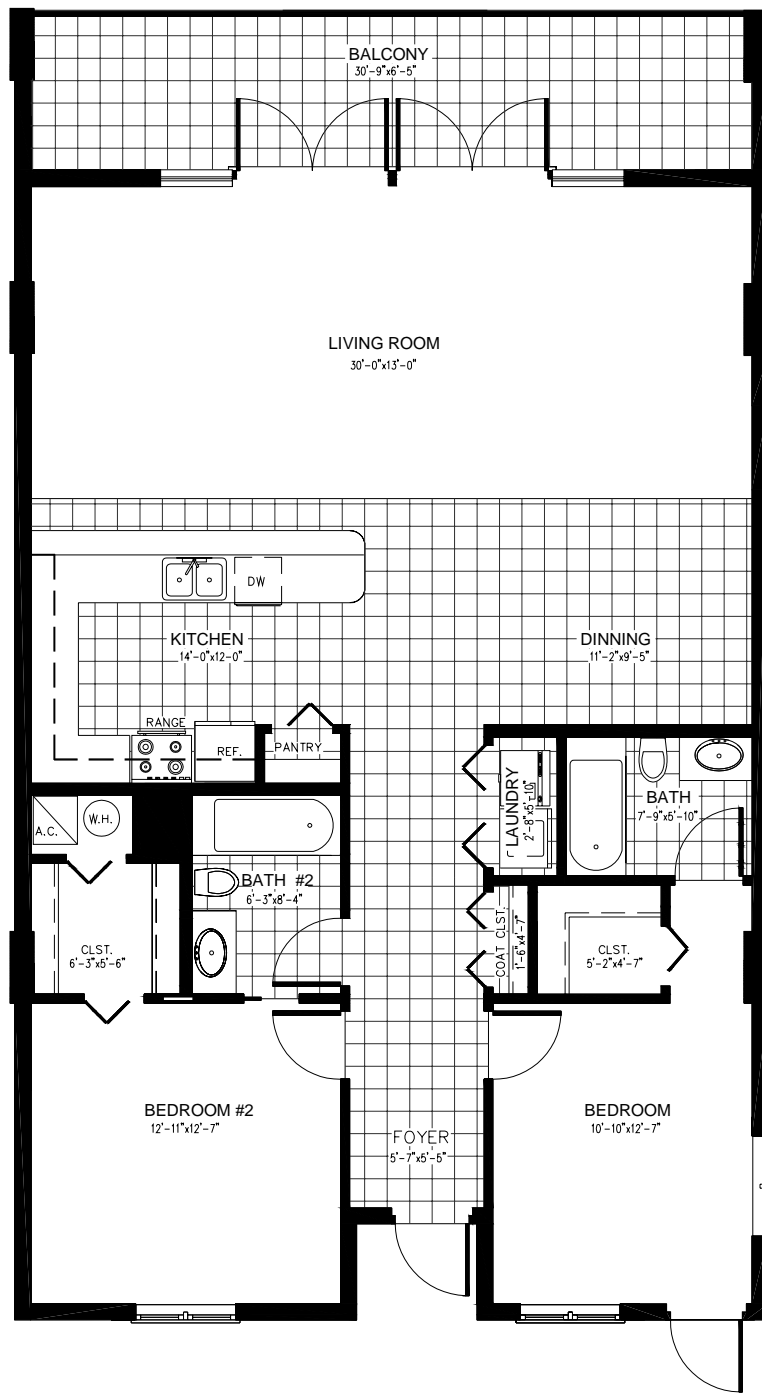 BALCONY
30'-9"x6'-5"
LIVING ROOM
30'-0"x13'-0"
DW
KITCHEN
14'-0"x12'-0"
DINNING
11'-2"x9'-5"
RANGE
REF.
PANTRY
LAUNDRY
2'-8"x5'-10"
BATH
7'-9"x5'-10"
A.C.
W.H.
BATH #2
6'-3"x8'-4"
CLST.
6'-3"x5'-6"
COAT CLST.
1'-6"x4'-7"
CLST.
5'-2"x4'-7"
BEDROOM #2
12'-11"x12'-7"
BEDROOM
10'-10"x12'-7"
FOYER
5'-7"x5'-5"